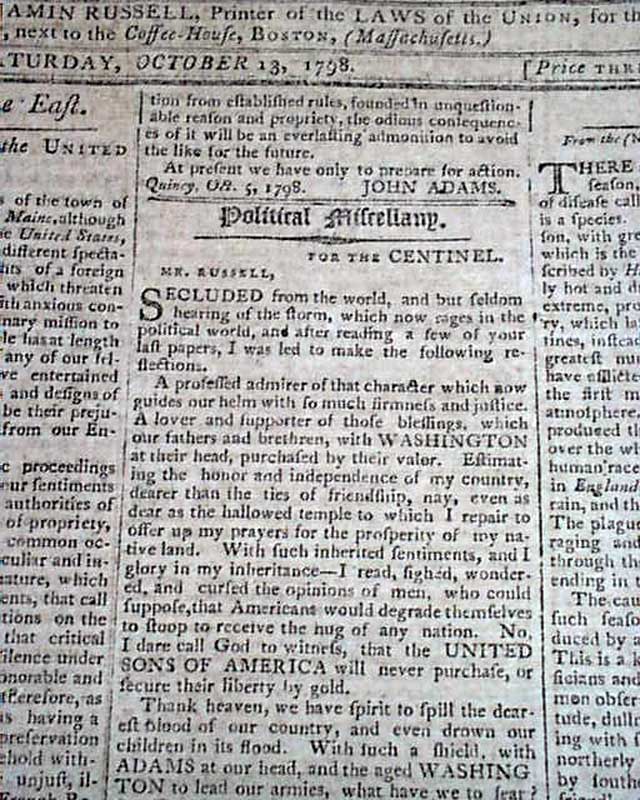 AMIN RUSSELL, Printer of the LAWS of the UNION, for th
, next to the Coffee-Houſe, BOSTON, (Maſſachuſetts.)
TURDAY, OCTOBER 13, 1798.
[Price THR
e Eaſt.
the UNITED
s of the town of
Maine, although
e United States,
different ſpecta-
of a foreign
which threaten
ith anxious con-
nary miſſion to
le has at length
any of our
ve entertained
and deſigns of
be their preju-
from our En-
c proceedings
our ſentiments
authorities of
of propriety,
common oc-
culiar and in-
nature, which
ents, that call
tions on the
that critical
ſilence under
onorable and
therefore, as
is having a
preſervation
ehold with-
unjuſt, il-
tion from eſtabliſhed rules, founded in unqueſtion-
able reaſon and propriety, the odious conſequenc-
es of it will be an everlaſting admonition to avoid
the like for the future.
At preſent we have only to prepare for action.
Quincy, Oct. 5, 1798. JOHN ADAMS.
Political Miſcellany.
FOR THE CENTINEL.
MR. RUSSELL,
SECLUDED from the world, and but ſeldom
hearing of the ſtorm, which now rages in the
political world, and after reading a few of your
laſt papers, I was led to make the following re-
flections.
A profeſſed admirer of that character which now
guides our helm with ſo much firmneſs and juſtice.
A lover and ſupporter of thoſe bleſſings, which
our fathers and brethren, with WASHINGTON
at their head, purchaſed by their valor. Eſtimat-
ing the honor and independence of my country,
dearer than the ties of friendſhip, nay, even as
dear as the hallowed temple to which I repair to
offer up my prayers for the proſperity of my na-
tive land. With ſuch inherited ſentiments, and I
glory in my inheritance—I read, ſighed, wonder-
ed, and curſed the opinions of men, who could
ſuppoſe, that Americans would degrade themſelves
to ſtoop to receive the hug of any nation. No,
I dare call God to witneſs, that the UNITED
SONS OF AMERICA will never purchaſe, or
ſecure their liberty by gold.
Thank heaven, we have ſpirit to ſpill the dear-
eſt blood of our country, and even drown our
children in its flood. With ſuch a ſhield, with
ADAMS at our head, and the aged WASHING
TON to lead our armies, what have we to fear?
From the (N
THERE
ſeaſon,
of diſeaſe call
is a ſpecies.
ſon, with gre
which is the
ſcribed by H
ly hot and d
extreme, pro
ry, which la
tines, inſtead
greateſt mu
have afflicte
the firſt m
atmoſphere
produced th
over the wh
human race
in England
rain, and th
The plague
raging and
through the
ending in
The cau
ſuch ſeaſo
duced by a
This is a
ſicians and
mon obſer
tude, dull
ing with ſ
northerly
by ſouth